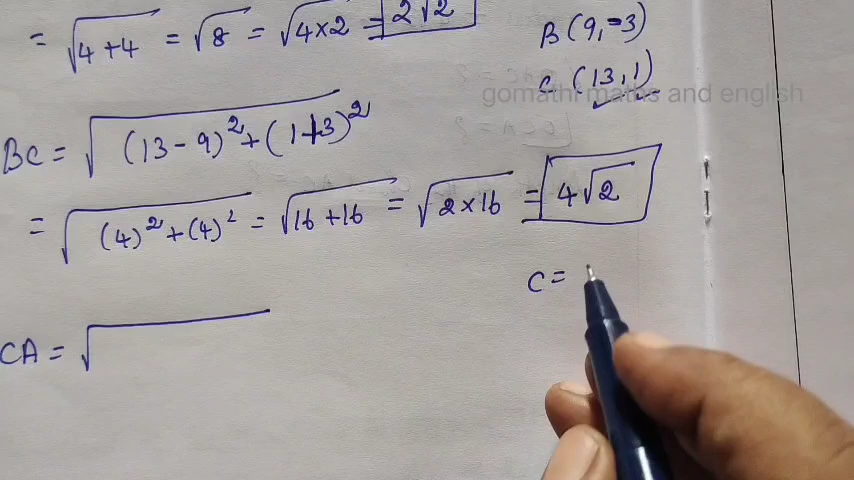 = √4+4 = √8 = √4×2 = 2√2
B (9,-3)
C (13,1)
gomathi maths and english
BC = √(13-9)²+(1+3)²
= √(4)²+(4)² = √16+16 = √2×16 = 4√2
C =
CA = √